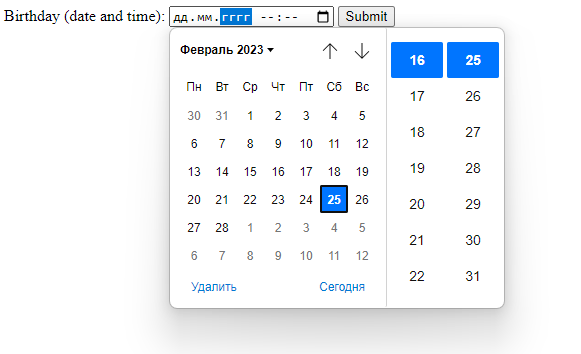 Birthday (date and time): дд.мм.гггг --:-- Submit
Февраль 2023
Пн Вт Ср Чт Пт Сб Вс
30 31 1 2 3 4 5
6 7 8 9 10 11 12
13 14 15 16 17 18 19
20 21 22 23 24 25 26
27 28 1 2 3 4 5
6 7 8 9 10 11 12
Удалить Сегодня
16 25
17 26
18 27
19 28
20 29
21 30
22 31